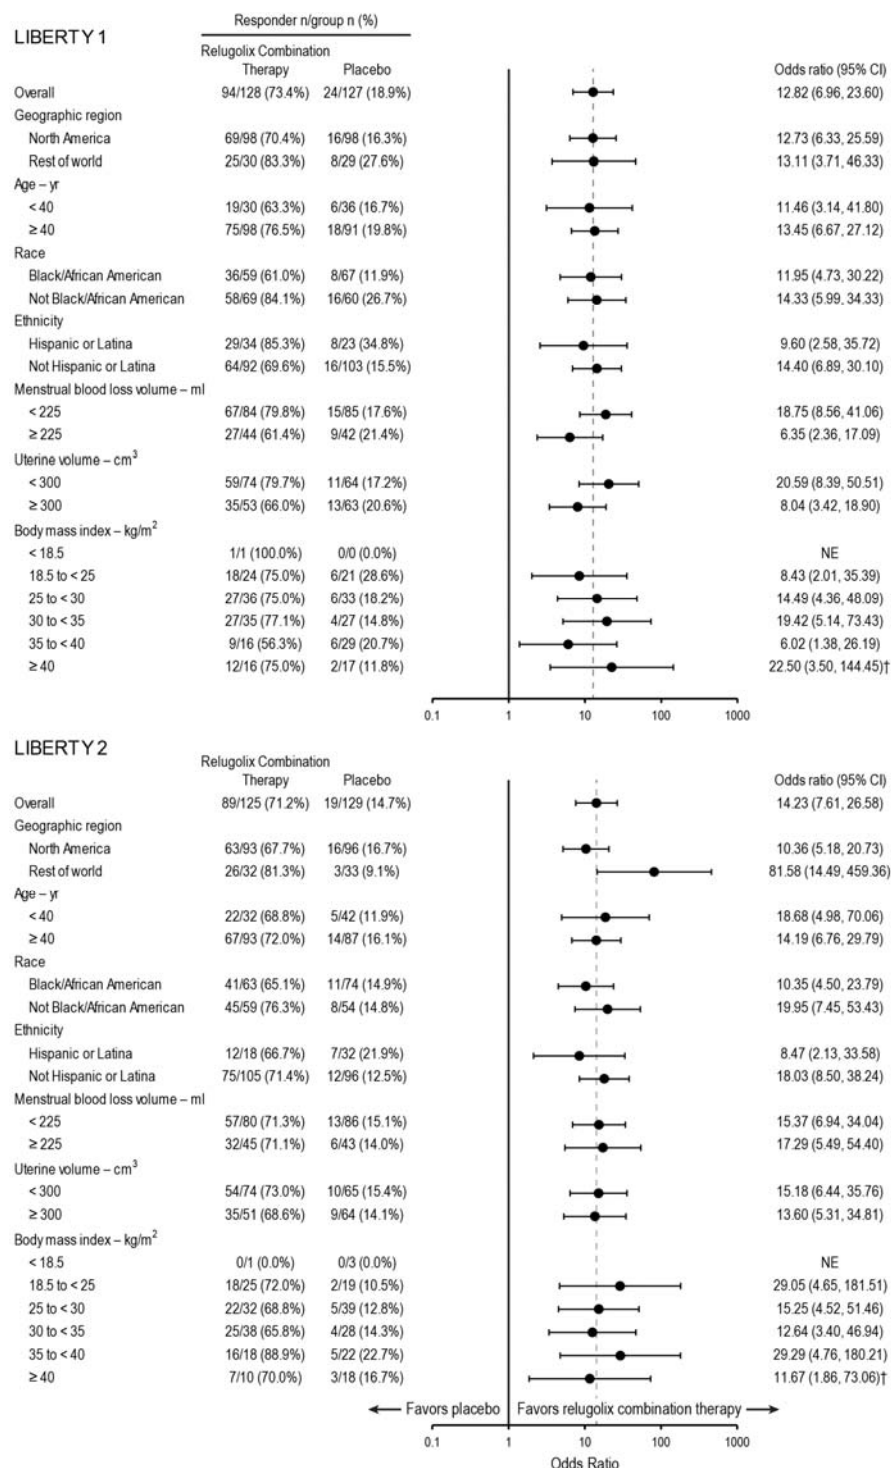 LIBERTY 1
Responder n/group n (%)
Relugolix Combination
Therapy Placebo Odds ratio (95% CI)
Overall 94/128 (73.4%) 24/127 (18.9%) 12.82 (6.96, 23.60)
Geographic region
North America 69/98 (70.4%) 16/98 (16.3%) 12.73 (6.33, 25.59)
Rest of world 25/30 (83.3%) 8/29 (27.6%) 13.11 (3.71, 46.33)
Age – yr
< 40 19/30 (63.3%) 6/36 (16.7%) 11.46 (3.14, 41.80)
≥ 40 75/98 (76.5%) 18/91 (19.8%) 13.45 (6.67, 27.12)
Race
Black/African American 36/59 (61.0%) 8/67 (11.9%) 11.95 (4.73, 30.22)
Not Black/African American 58/69 (84.1%) 16/60 (26.7%) 14.33 (5.99, 34.33)
Ethnicity
Hispanic or Latina 29/34 (85.3%) 8/23 (34.8%) 9.60 (2.58, 35.72)
Not Hispanic or Latina 64/92 (69.6%) 16/103 (15.5%) 14.40 (6.89, 30.10)
Menstrual blood loss volume – ml
< 225 67/84 (79.8%) 15/85 (17.6%) 18.75 (8.56, 41.06)
≥ 225 27/44 (61.4%) 9/42 (21.4%) 6.35 (2.36, 17.09)
Uterine volume – cm³
< 300 59/74 (79.7%) 11/64 (17.2%) 20.59 (8.39, 50.51)
≥ 300 35/53 (66.0%) 13/63 (20.6%) 8.04 (3.42, 18.90)
Body mass index – kg/m²
< 18.5 1/1 (100.0%) 0/0 (0.0%) NE
18.5 to < 25 18/24 (75.0%) 6/21 (28.6%) 8.43 (2.01, 35.39)
25 to < 30 27/36 (75.0%) 6/33 (18.2%) 14.49 (4.36, 48.09)
30 to < 35 27/35 (77.1%) 4/27 (14.8%) 19.42 (5.14, 73.43)
35 to < 40 9/16 (56.3%) 6/29 (20.7%) 6.02 (1.38, 26.19)
≥ 40 12/16 (75.0%) 2/17 (11.8%) 22.50 (3.50, 144.45)†
0.1 1 10 100 1000
LIBERTY 2
Relugolix Combination
Therapy Placebo Odds ratio (95% CI)
Overall 89/125 (71.2%) 19/129 (14.7%) 14.23 (7.61, 26.58)
Geographic region
North America 63/93 (67.7%) 16/96 (16.7%) 10.36 (5.18, 20.73)
Rest of world 26/32 (81.3%) 3/33 (9.1%) 81.58 (14.49, 459.36)
Age – yr
< 40 22/32 (68.8%) 5/42 (11.9%) 18.68 (4.98, 70.06)
≥ 40 67/93 (72.0%) 14/87 (16.1%) 14.19 (6.76, 29.79)
Race
Black/African American 41/63 (65.1%) 11/74 (14.9%) 10.35 (4.50, 23.79)
Not Black/African American 45/59 (76.3%) 8/54 (14.8%) 19.95 (7.45, 53.43)
Ethnicity
Hispanic or Latina 12/18 (66.7%) 7/32 (21.9%) 8.47 (2.13, 33.58)
Not Hispanic or Latina 75/105 (71.4%) 12/96 (12.5%) 18.03 (8.50, 38.24)
Menstrual blood loss volume – ml
< 225 57/80 (71.3%) 13/86 (15.1%) 15.37 (6.94, 34.04)
≥ 225 32/45 (71.1%) 6/43 (14.0%) 17.29 (5.49, 54.40)
Uterine volume – cm³
< 300 54/74 (73.0%) 10/65 (15.4%) 15.18 (6.44, 35.76)
≥ 300 35/51 (68.6%) 9/64 (14.1%) 13.60 (5.31, 34.81)
Body mass index – kg/m²
< 18.5 0/1 (0.0%) 0/3 (0.0%) NE
18.5 to < 25 18/25 (72.0%) 2/19 (10.5%) 29.05 (4.65, 181.51)
25 to < 30 22/32 (68.8%) 5/39 (12.8%) 15.25 (4.52, 51.46)
30 to < 35 25/38 (65.8%) 4/28 (14.3%) 12.64 (3.40, 46.94)
35 to < 40 16/18 (88.9%) 5/22 (22.7%) 29.29 (4.76, 180.21)
≥ 40 7/10 (70.0%) 3/18 (16.7%) 11.67 (1.86, 73.06)†
Favors placebo Favors relugolix combination therapy
0.1 1 10 100 1000
Odds Ratio